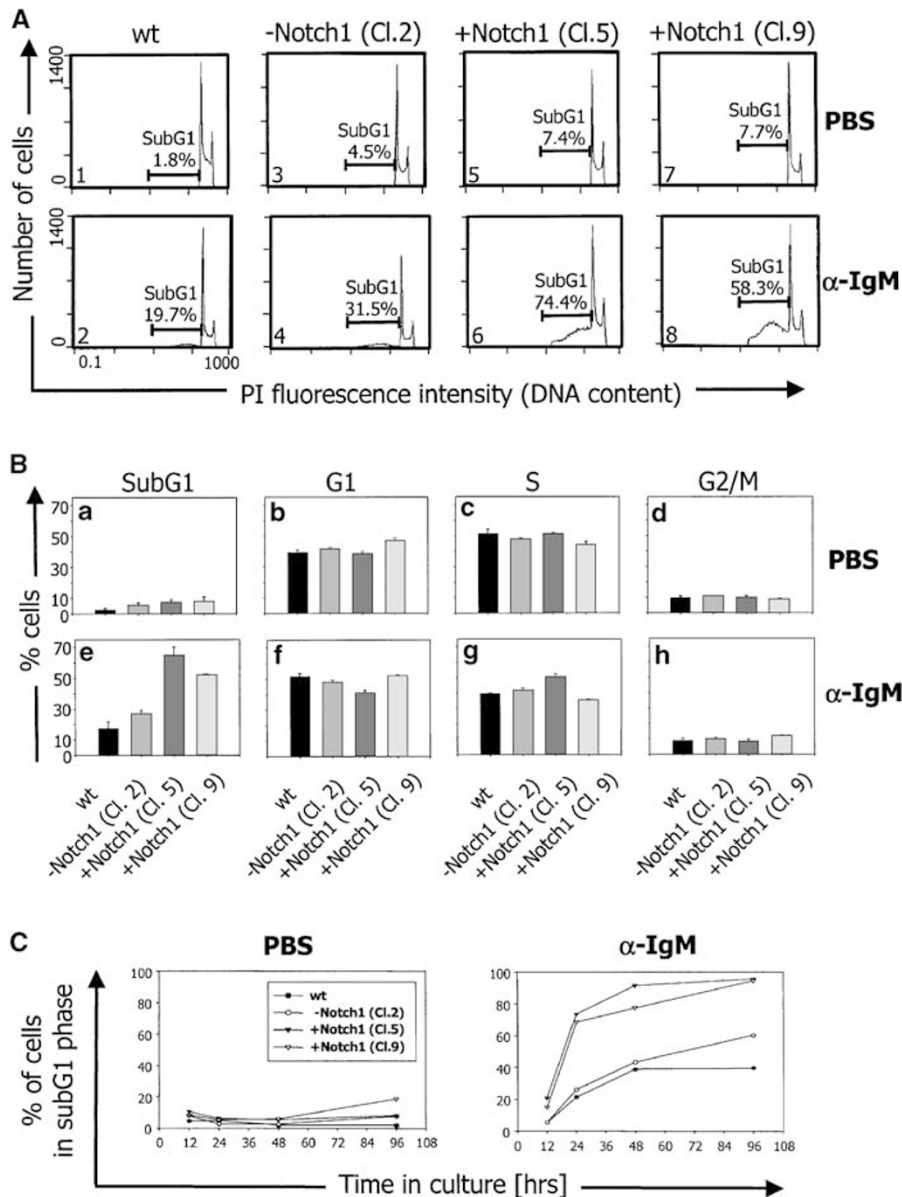 A
wt
-Notch1 (Cl.2)
+Notch1 (Cl.5)
+Notch1 (Cl.9)
Number of cells
1400
0
SubG1
1.8%
1
SubG1
4.5%
3
SubG1
7.4%
5
SubG1
7.7%
7
PBS
1400
0
SubG1
19.7%
2
SubG1
31.5%
4
SubG1
74.4%
6
SubG1
58.3%
8
α-IgM
0.1
1000
PI fluorescence intensity (DNA content)
B
SubG1
G1
S
G2/M
% cells
70
50
30
10
0
a
b
c
d
PBS
70
50
30
10
0
e
f
g
h
α-IgM
wt
-Notch1 (Cl. 2)
+Notch1 (Cl. 5)
+Notch1 (Cl. 9)
wt
-Notch1 (Cl. 2)
+Notch1 (Cl. 5)
+Notch1 (Cl. 9)
wt
-Notch1 (Cl. 2)
+Notch1 (Cl. 5)
+Notch1 (Cl. 9)
wt
-Notch1 (Cl. 2)
+Notch1 (Cl. 5)
+Notch1 (Cl. 9)
C
PBS
α-IgM
% of cells
in subG1 phase
100
80
60
40
20
0
wt
-Notch1 (Cl.2)
+Notch1 (Cl.5)
+Notch1 (Cl.9)
0 12 24 36 48 60 72 84 96 108
100
80
60
40
20
0
0 12 24 36 48 60 72 84 96 108
Time in culture [hrs]